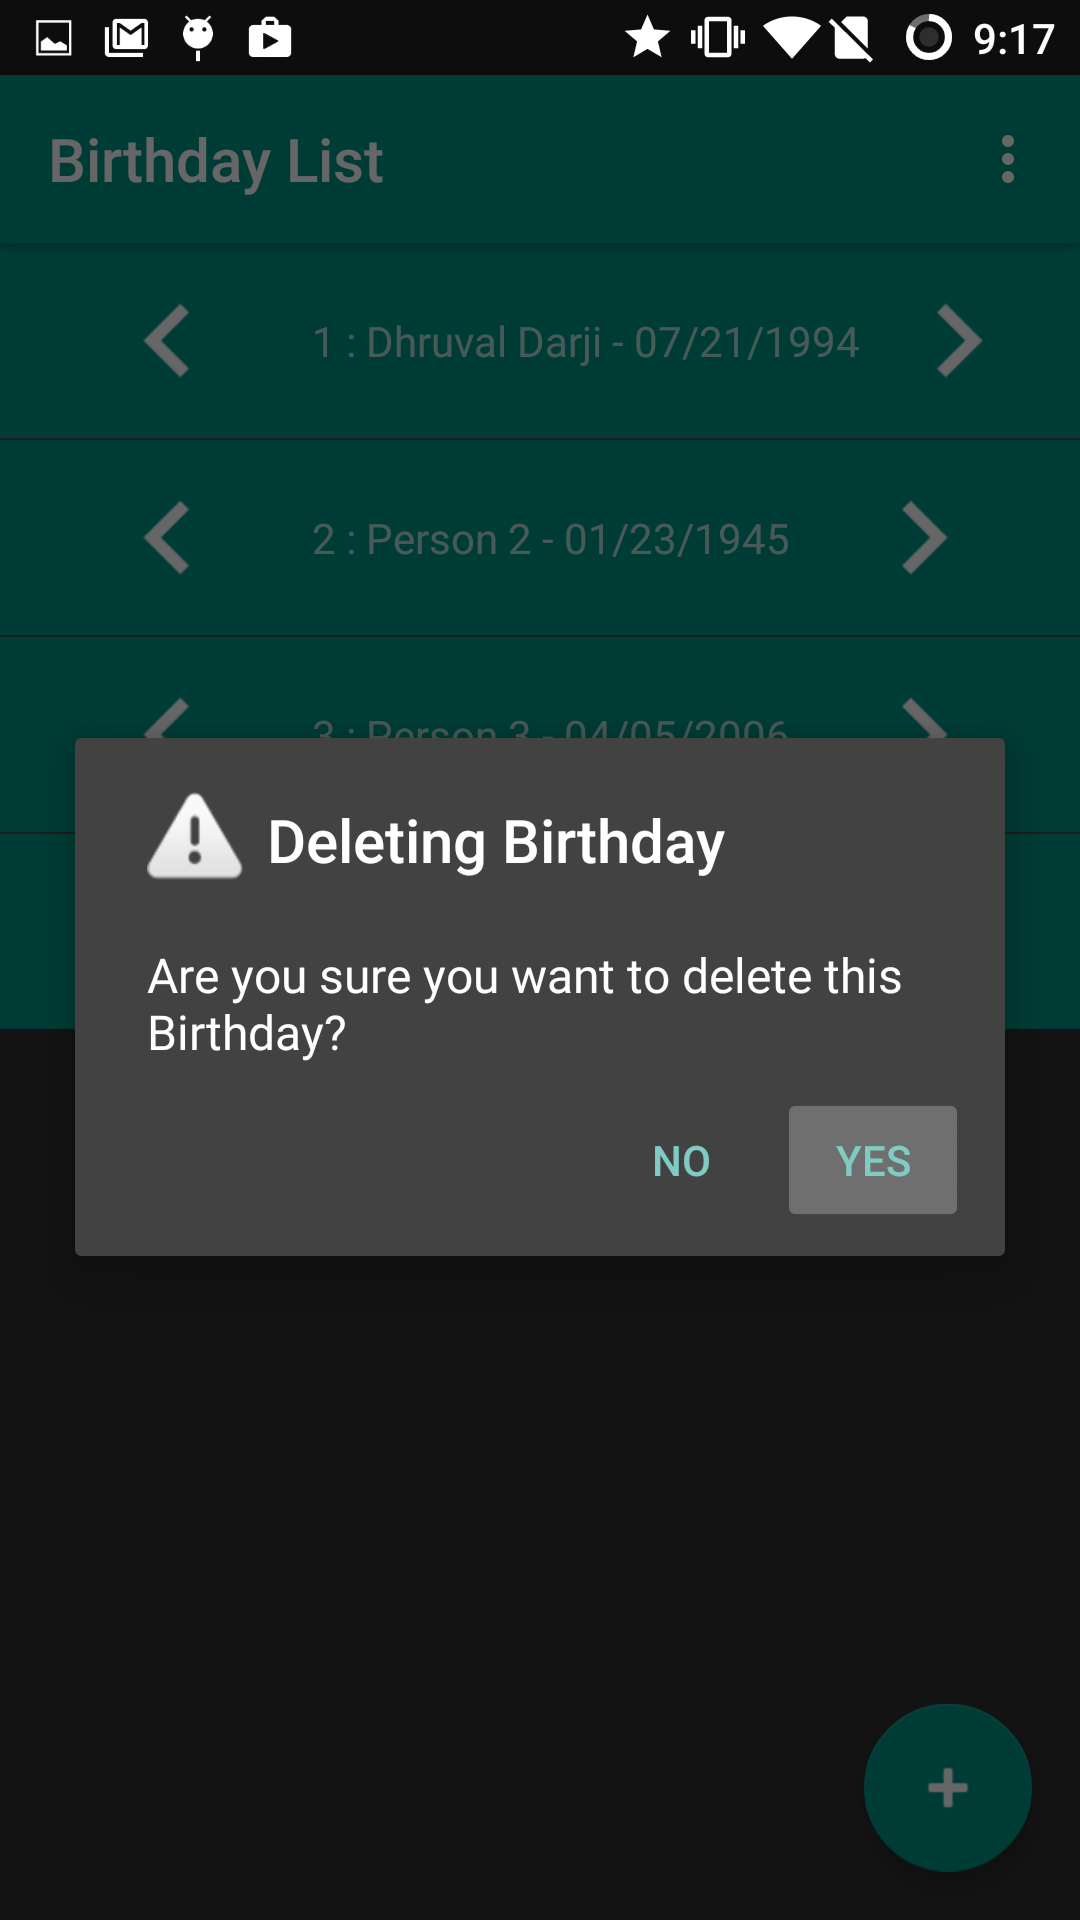 9:17
Birthday List
1 : Dhruval Darji - 07/21/1994
2 : Person 2 - 01/23/1945
3 : Person 3 - 04/05/2006
Deleting Birthday
Are you sure you want to delete this
Birthday?
NO YES